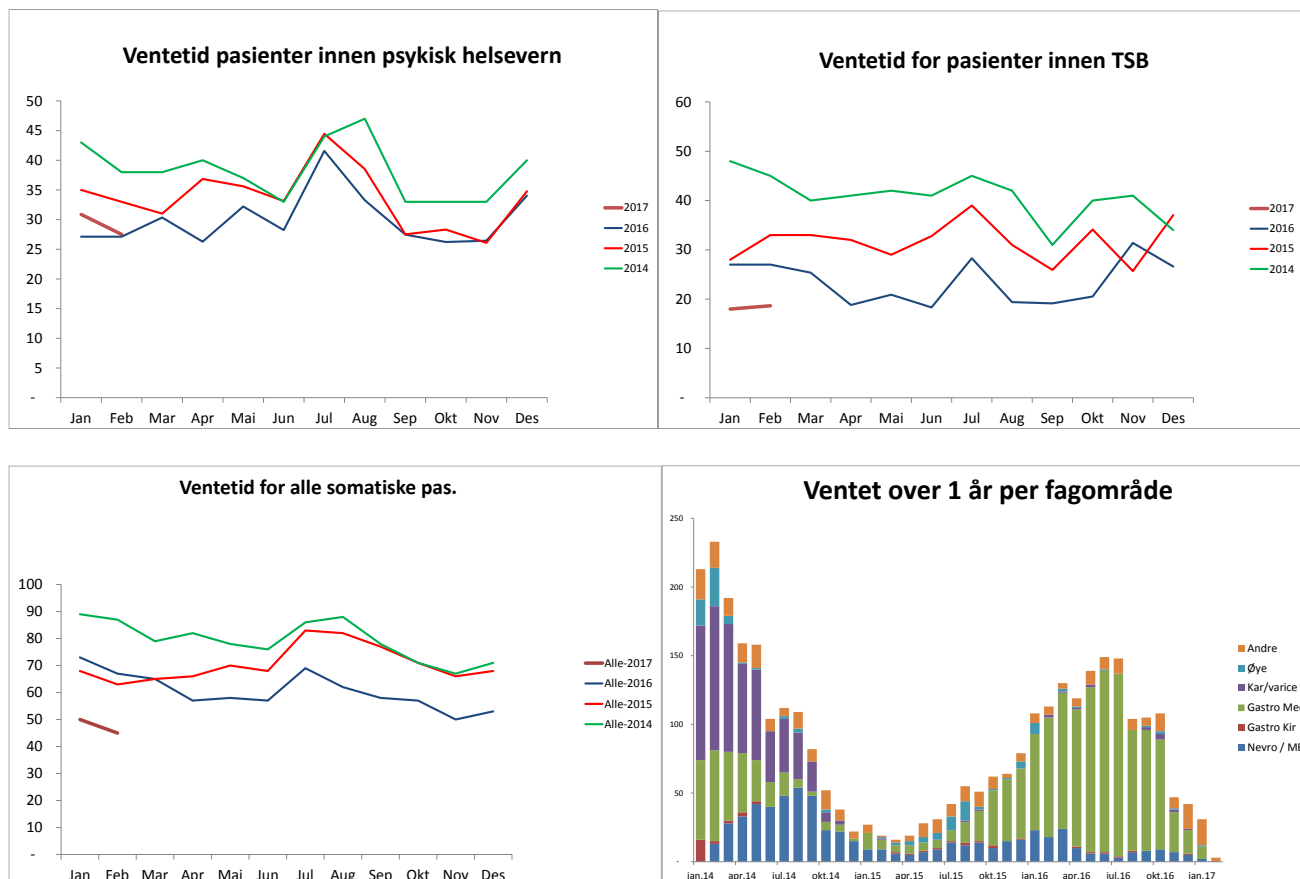 Ventetid pasienter innen psykisk helsevern
50
45
40
35
30
25
20
15
10
5
-
Jan Feb Mar Apr Mai Jun Jul Aug Sep Okt Nov Des
2017
2016
2015
2014
Ventetid for pasienter innen TSB
60
50
40
30
20
10
-
Jan Feb Mar Apr Mai Jun Jul Aug Sep Okt Nov Des
2017
2016
2015
2014
Ventetid for alle somatiske pas.
100
90
80
70
60
50
40
30
20
10
-
Jan Feb Mar Apr Mai Jun Jul Aug Sep Okt Nov Des
Alle-2017
Alle-2016
Alle-2015
Alle-2014
Ventet over 1 år per fagområde
250
200
150
100
50
-
jan.14 apr.14 jul.14 okt.14 jan.15 apr.15 jul.15 okt.15 jan.16 apr.16 jul.16 okt.16 jan.17
Andre
Øye
Kar/varice
Gastro Med
Gastro Kir
Nevro / ME